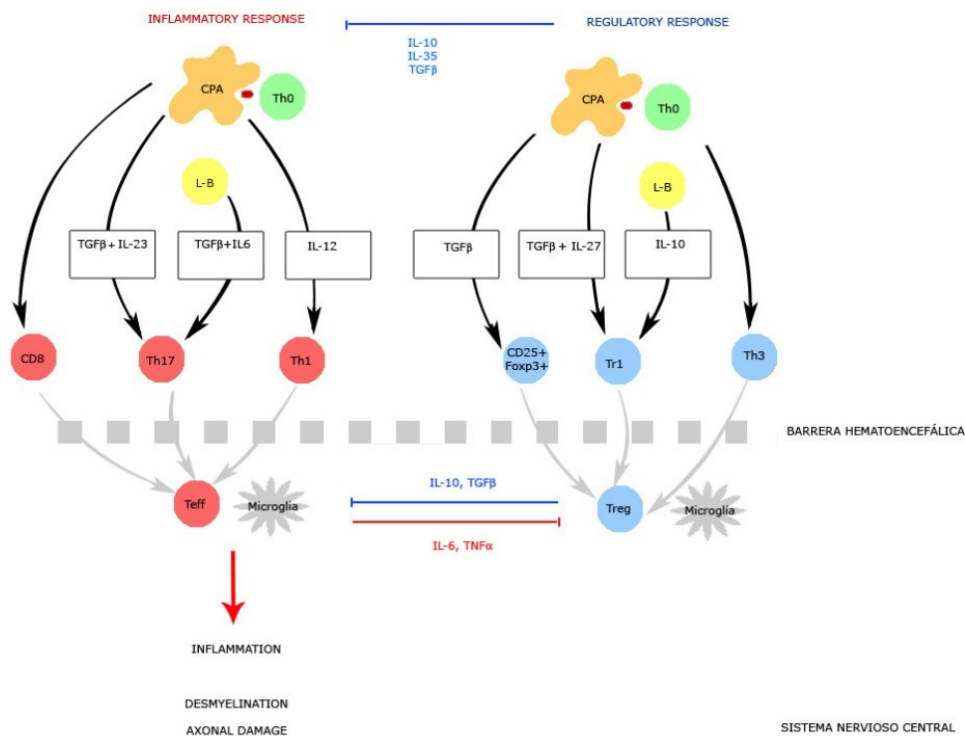 INFLAMMATORY RESPONSE
REGULATORY RESPONSE
IL-10
IL-35
TGFβ
CPA
Th0
CPA
Th0
L-B
L-B
TGFβ+ IL-23
TGFβ+IL6
IL-12
TGFβ
TGFβ + IL-27
IL-10
CD8
Th17
Th1
CD25+
Foxp3+
Tr1
Th3
BARRERA HEMATOENCEFÁLICA
Teff
Microglia
IL-10, TGFβ
IL-6, TNFα
Treg
Microglía
INFLAMMATION
DESMYELINATION
AXONAL DAMAGE
SISTEMA NERVIOSO CENTRAL